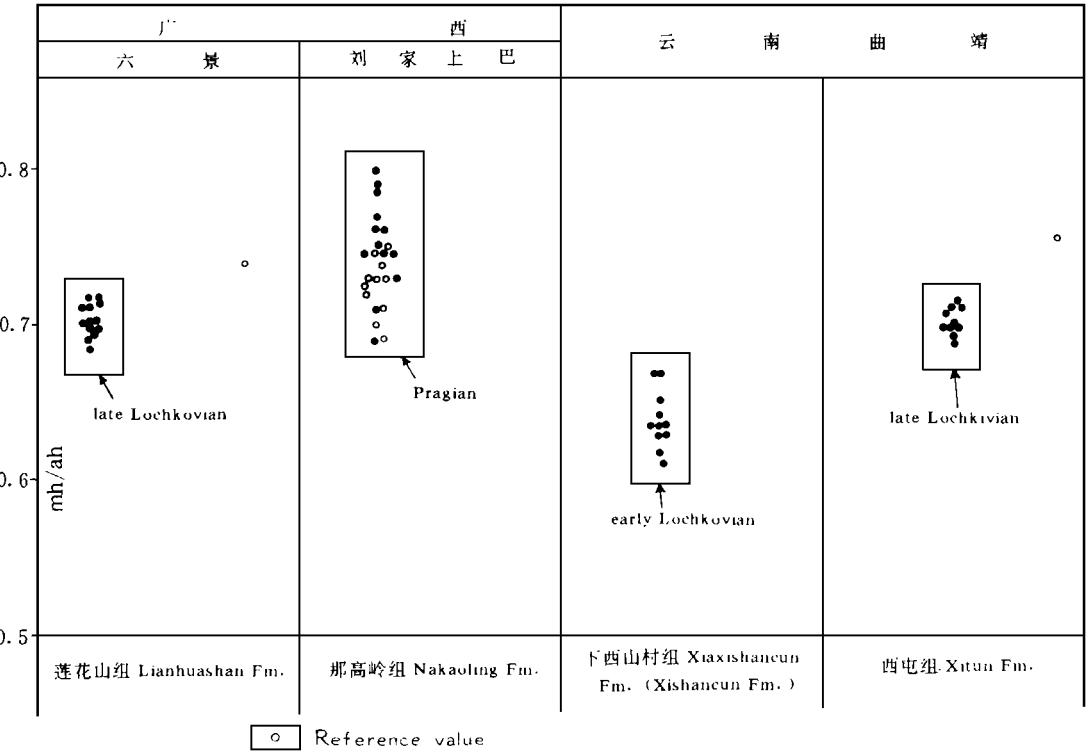 广 西
云 南 曲 靖
六 景
刘 家 上 巴
0.8
0.7
0.6
0.5
mh/ah
late Lochkovian
Pragian
early Lochkovian
late Lochkivian
莲花山组 Lianhuashan Fm.
那高岭组 Nakaoling Fm.
下西山村组 Xiaxishancun
Fm. (Xishancun Fm.)
西屯组 Xitun Fm.
Reference value